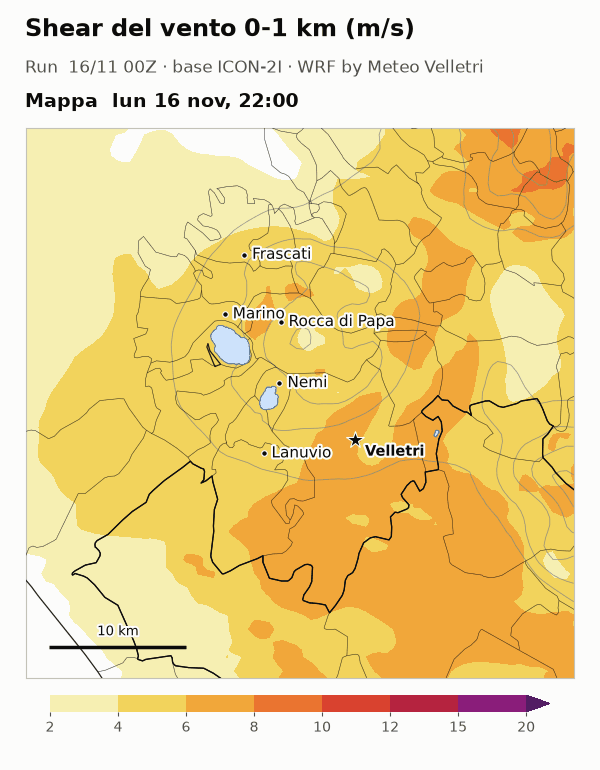 Shear del vento 0-1 km (m/s)
Run  16/11 00Z · base ICON-2I · WRF by Meteo Velletri
Mappa  lun 16 nov, 22:00
Frascati
Marino
Rocca di Papa
Nemi
Velletri
Lanuvio
10 km
2 4 6 8 10 12 15 20